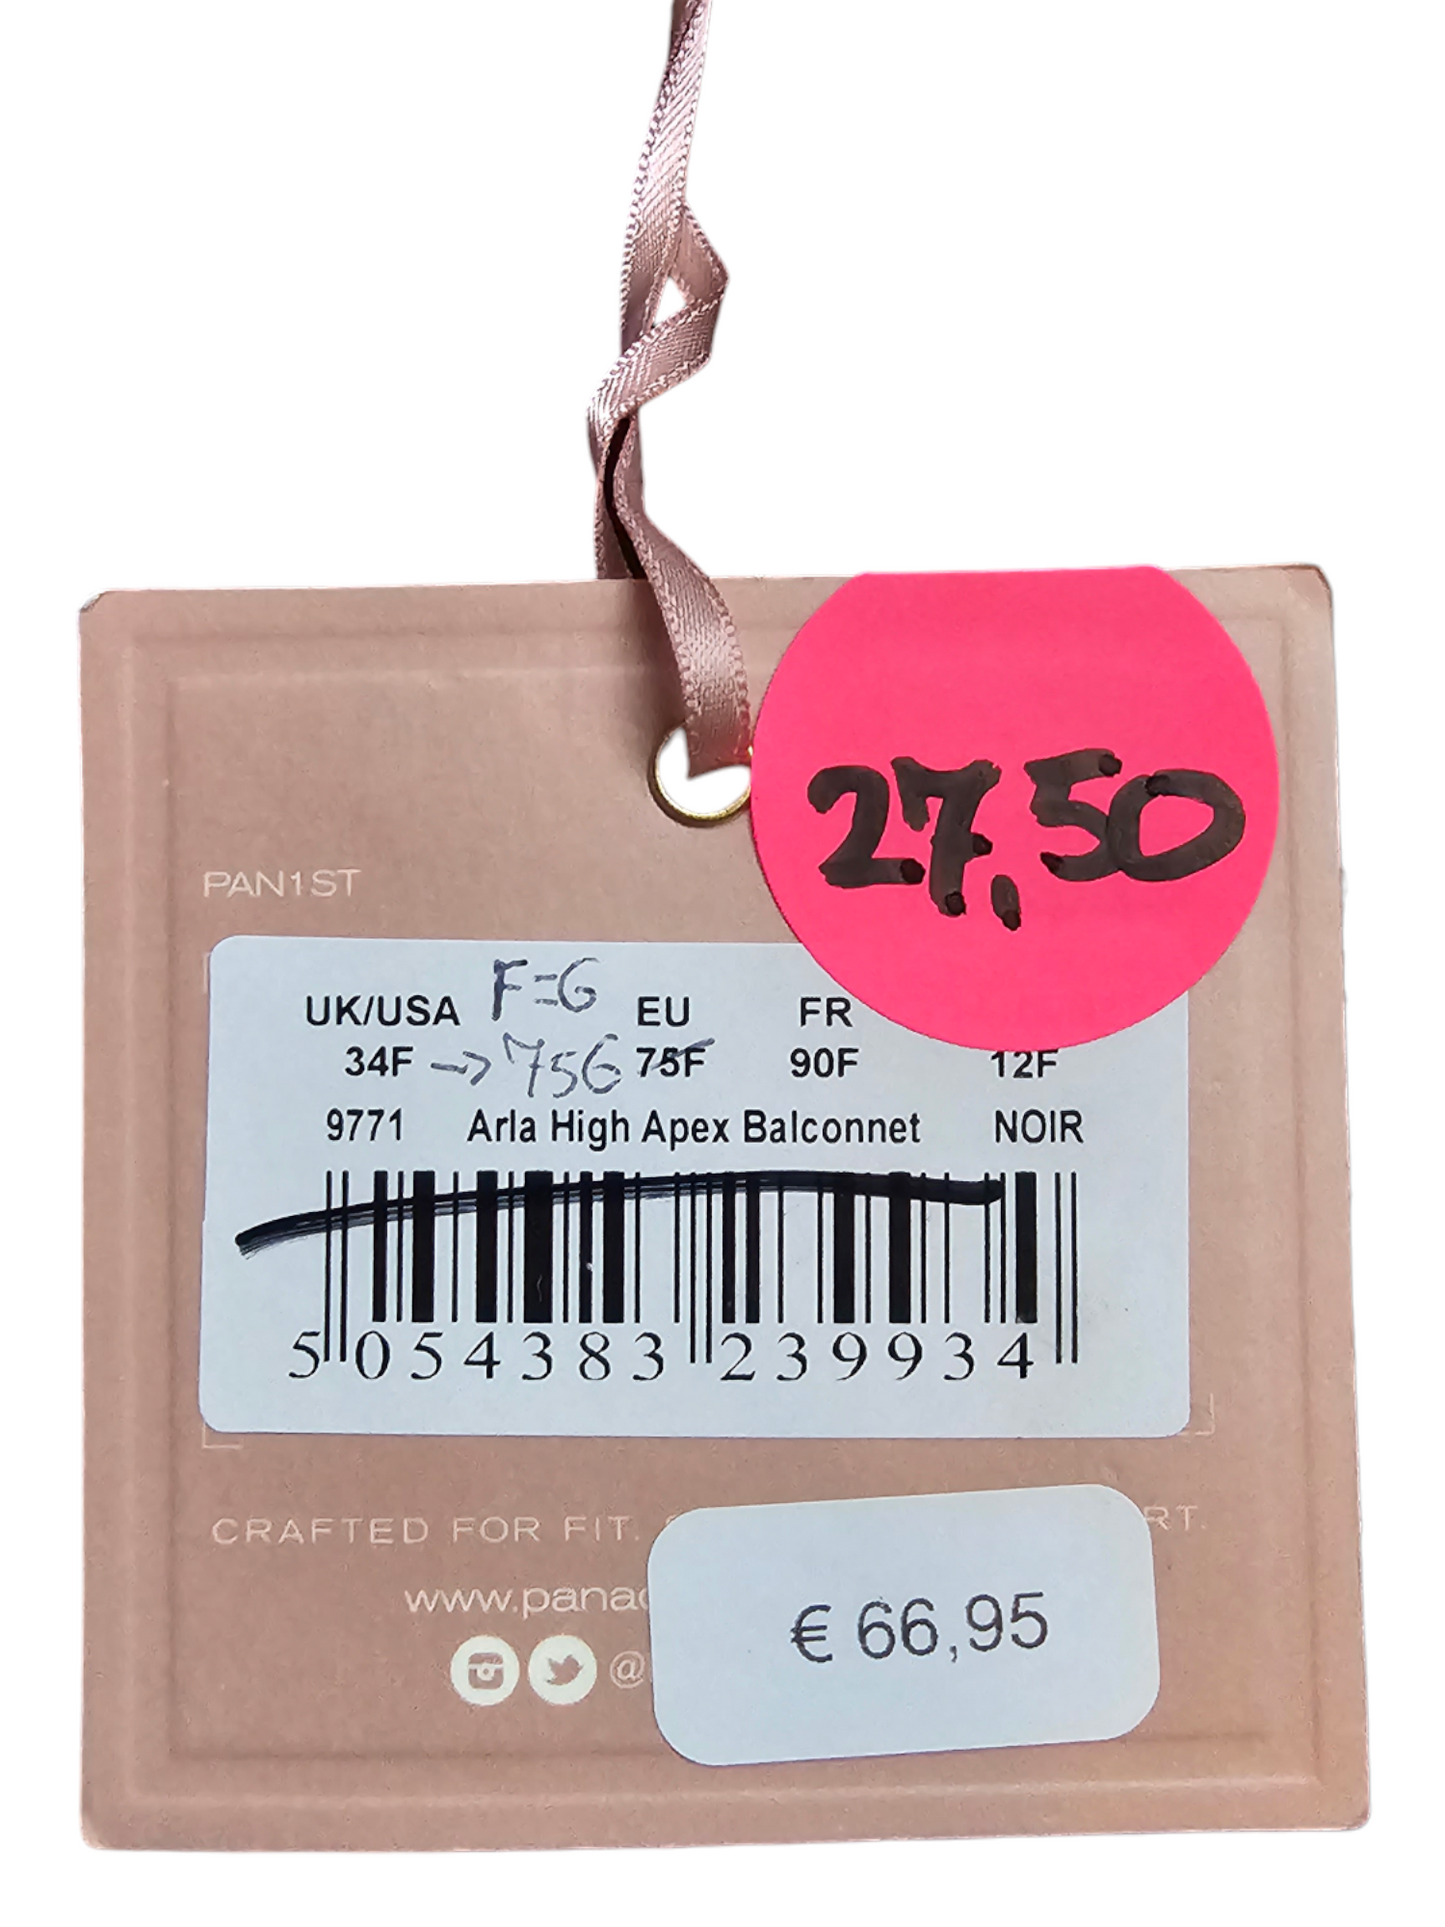 27,50
PAN1ST
F=G
UK/USA EU FR
34F -> 75G 75F 90F 12F
9771 Arla High Apex Balconnet NOIR
5 054383 239934
CRAFTED FOR FIT.
www.panac
@
€ 66,95